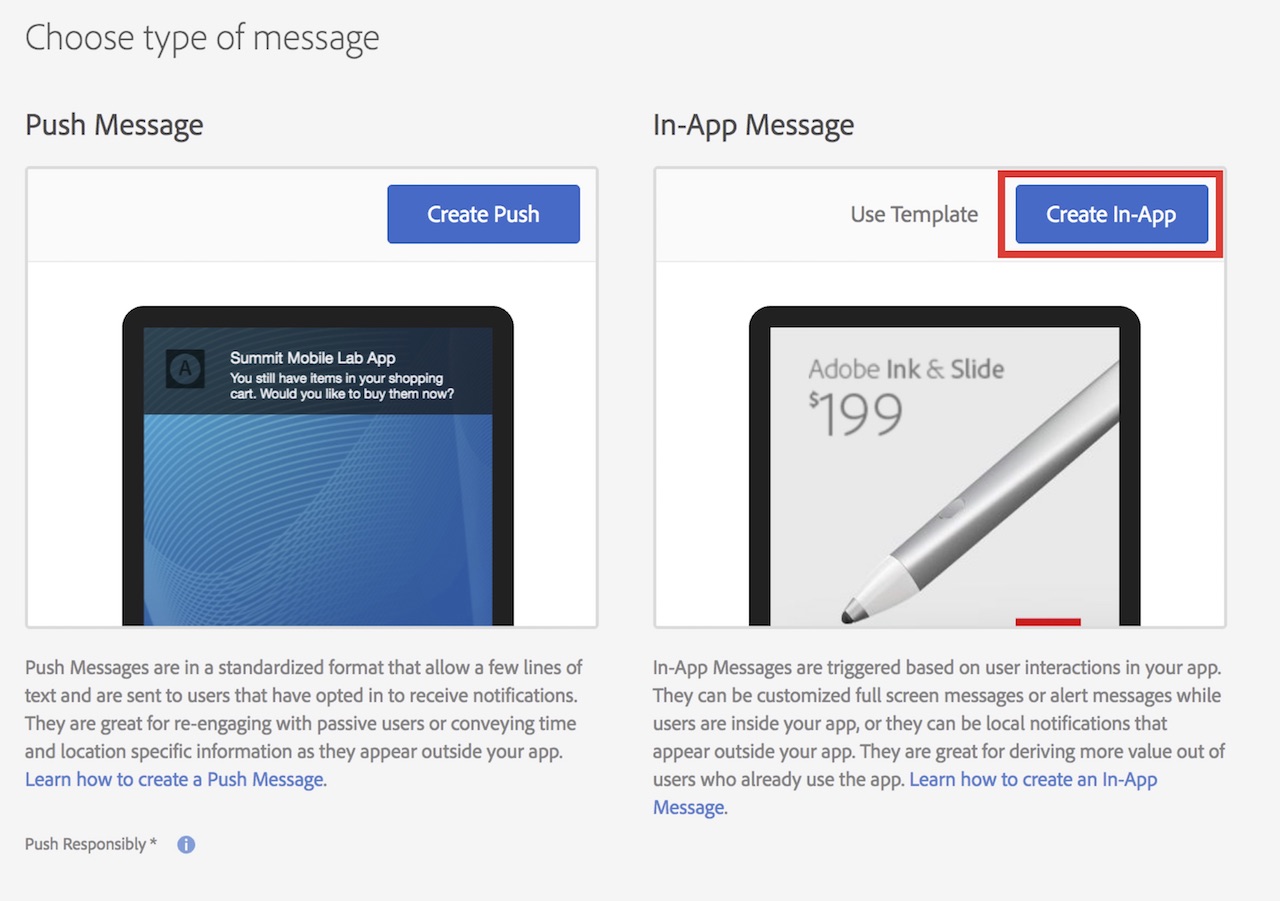 Choose type of message
Push Message
Create Push
A
Summit Mobile Lab App
You still have items in your shopping
cart. Would you like to buy them now?
Push Messages are in a standardized format that allow a few lines of
text and are sent to users that have opted in to receive notifications.
They are great for re-engaging with passive users or conveying time
and location specific information as they appear outside your app.
Learn how to create a Push Message.
Push Responsibly *
i
In-App Message
Use Template
Create In-App
Adobe Ink & Slide
$199
In-App Messages are triggered based on user interactions in your app.
They can be customized full screen messages or alert messages while
users are inside your app, or they can be local notifications that
appear outside your app. They are great for deriving more value out of
users who already use the app. Learn how to create an In-App
Message.